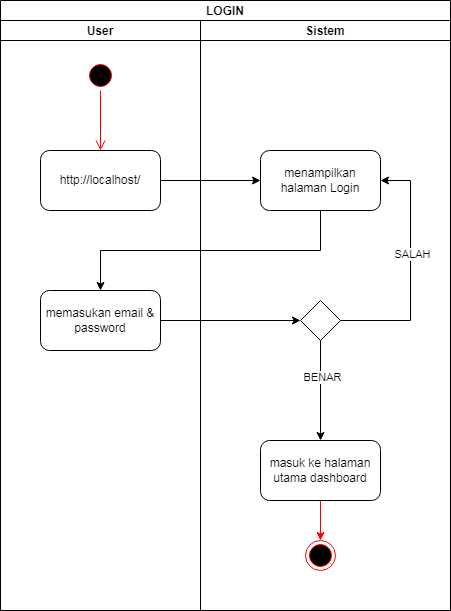 LOGIN
User
Sistem
http://localhost/
menampilkan
halaman Login
SALAH
memasukan email &
password
BENAR
masuk ke halaman
utama dashboard